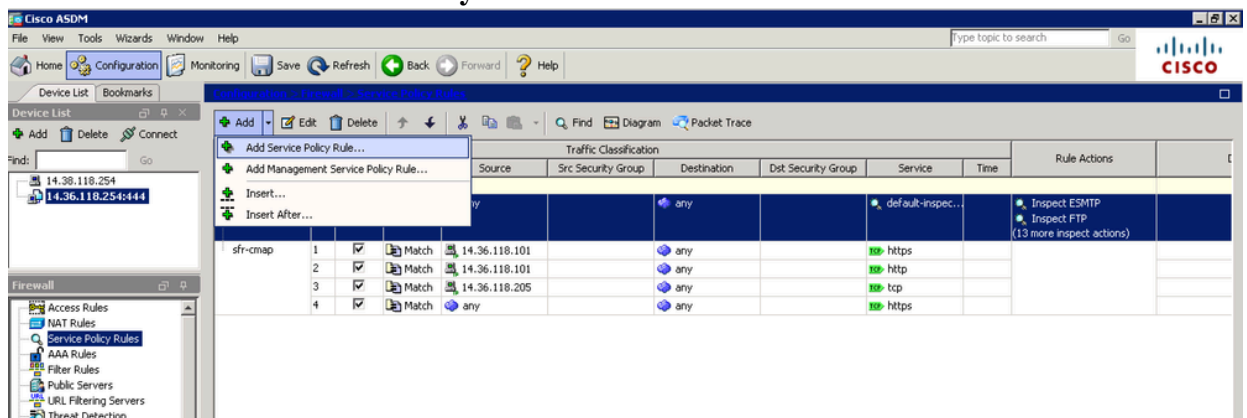 Cisco ASDM
File View Tools Wizards Window Help
Type topic to search Go
Home Configuration Monitoring Save Refresh Back Forward Help
CISCO
Device List Bookmarks
Configuration > Firewall > Service Policy Rules
Device List
Add Delete Connect
Find: Go
14.38.118.254
14.36.118.254:444
Add Edit Delete Find Diagram Packet Trace
Add Service Policy Rule...
Add Management Service Policy Rule...
Insert...
Insert After...
Traffic Classification
Source Src Security Group Destination Dst Security Group Service Time Rule Actions
any default-inspec... Inspect ESMTP
Inspect FTP
(13 more inspect actions)
sfr-cmap 1 Match 14.36.118.101 any https
2 Match 14.36.118.101 any http
3 Match 14.36.118.205 any tcp
4 Match any any https
Firewall
Access Rules
NAT Rules
Service Policy Rules
AAA Rules
Filter Rules
Public Servers
URL Filtering Servers
Threat Detection